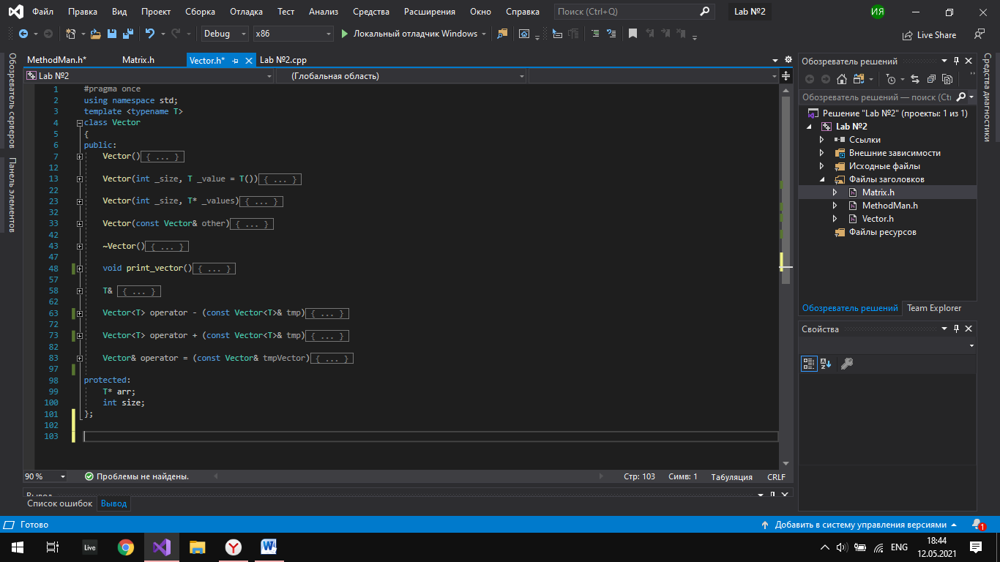 Файл Правка Вид Проект Сборка Отладка Тест Анализ Средства Расширения Окно Справка Поиск (Ctrl+Q) Lab №2 ИЯ
Debug x86 Локальный отладчик Windows Live Share
Обозреватель серверов
Панель элементов
MethodMan.h* Matrix.h Vector.h* Lab №2.cpp
Lab №2 (Глобальная область)
1 #pragma once
2 using namespace std;
3 template <typename T>
4 class Vector
5 {
6 public:
7 Vector(){ ... }
12
13 Vector(int _size, T _value = T()){ ... }
22
23 Vector(int _size, T* _values){ ... }
32
33 Vector(const Vector& other){ ... }
42
43 ~Vector(){ ... }
47
48 void print_vector(){ ... }
57
58 T& { ... }
62
63 Vector<T> operator - (const Vector<T>& tmp){ ... }
72
73 Vector<T> operator + (const Vector<T>& tmp){ ... }
82
83 Vector& operator = (const Vector& tmpVector){ ... }
97
98 protected:
99 T* arr;
100 int size;
101 };
102
103
90 % Проблемы не найдены. Стр: 103 Симв: 1 Табуляция CRLF
Вывод
Список ошибок Вывод
Обозреватель решений
Обозреватель решений — поиск (Ctr
Решение "Lab №2" (проекты: 1 из 1)
Lab №2
Ссылки
Внешние зависимости
Исходные файлы
Файлы заголовков
Matrix.h
MethodMan.h
Vector.h
Файлы ресурсов
Обозреватель решений Team Explorer
Свойства
Средства диагностики
Готово Добавить в систему управления версиями 1
Live ENG 18:44
12.05.2021